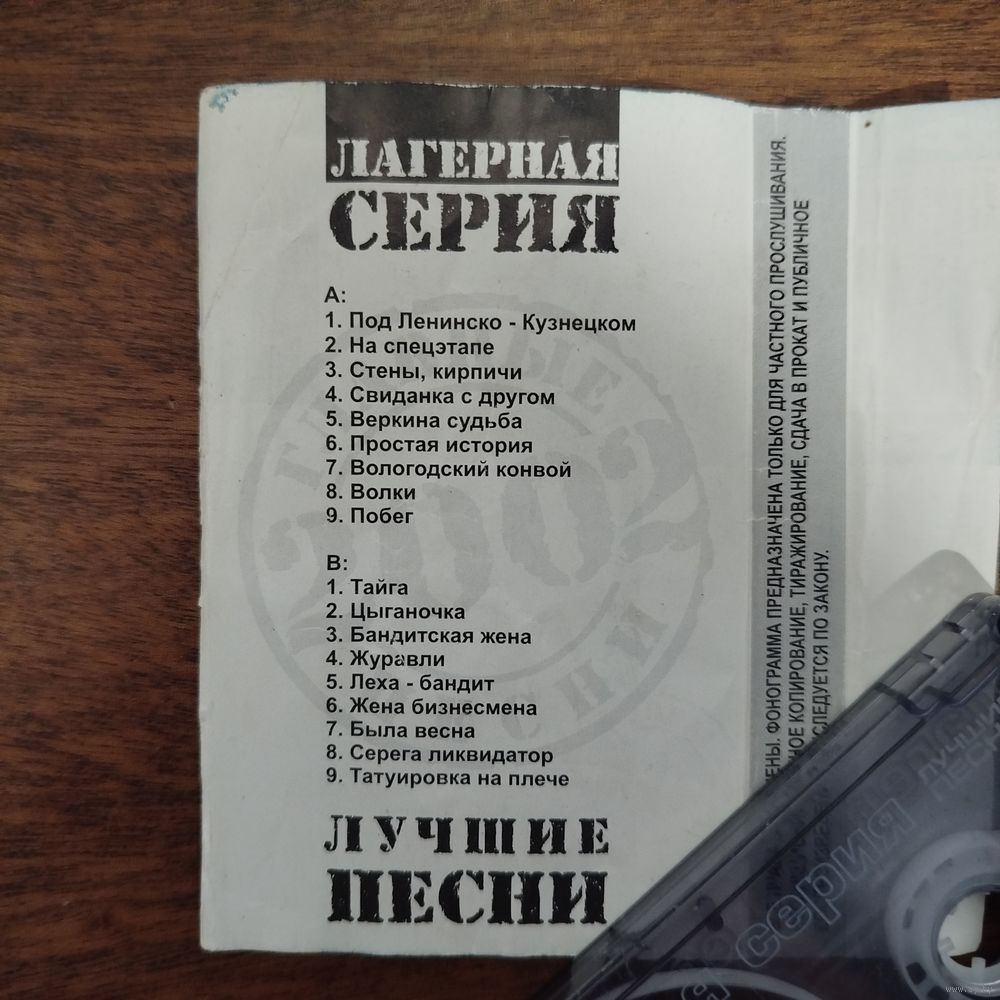 ЛАГЕРНАЯ
СЕРИЯ
А:
1. Под Ленинско - Кузнецком
2. На спецэтапе
3. Стены, кирпичи
4. Свиданка с другом
5. Веркина судьба
6. Простая история
7. Вологодский конвой
8. Волки
9. Побег
В:
1. Тайга
2. Цыганочка
3. Бандитская жена
4. Журавли
5. Леха - бандит
6. Жена бизнесмена
7. Была весна
8. Серега ликвидатор
9. Татуировка на плече
ЛУЧШИЕ
ПЕСНИ
2002
ФОНОГРАММА ПРЕДНАЗНАЧЕНА ТОЛЬКО ДЛЯ ЧАСТНОГО ПРОСЛУШИВАНИЯ.
КОПИРОВАНИЕ, ТИРАЖИРОВАНИЕ, СДАЧА В ПРОКАТ И ПУБЛИЧНОЕ
ПО ЗАКОНУ.
серия